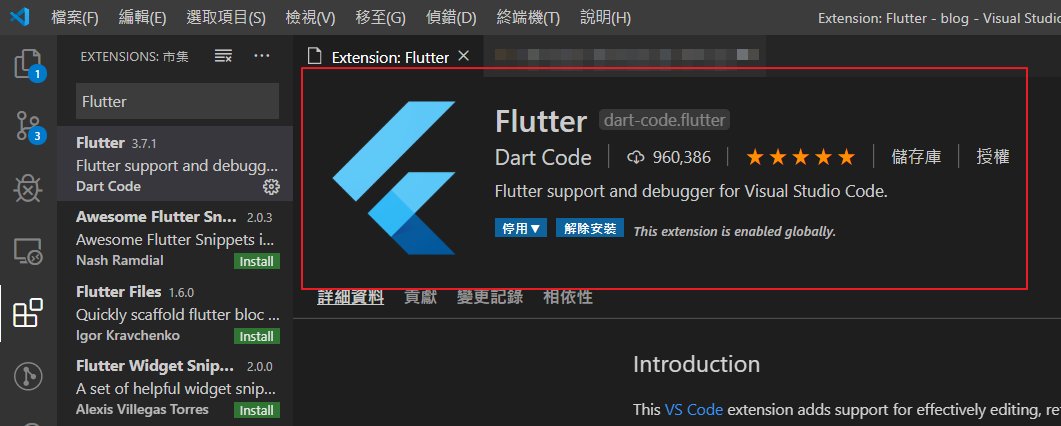 檔案(F) 編輯(E) 選取項目(S) 檢視(V) 移至(G) 偵錯(D) 終端機(T) 說明(H) Extension: Flutter - blog - Visual Studio
EXTENSIONS: 市集
Flutter
Flutter 3.7.1
Flutter support and debugg...
Dart Code
Awesome Flutter Sn... 2.0.3
Awesome Flutter Snippets i...
Nash Ramdial Install
Flutter Files 1.6.0
Quickly scaffold flutter bloc ...
Igor Kravchenko Install
Flutter Widget Snip... 2.0.0
A set of helpful widget snip...
Alexis Villegas Torres Install
1
3
Extension: Flutter
Flutter dart-code.flutter
Dart Code 960,386 ★★★★★ 儲存庫 授權
Flutter support and debugger for Visual Studio Code.
停用▼ 解除安裝 This extension is enabled globally.
詳細資料 貢獻 變更記錄 相依性
Introduction
This VS Code extension adds support for effectively editing, re